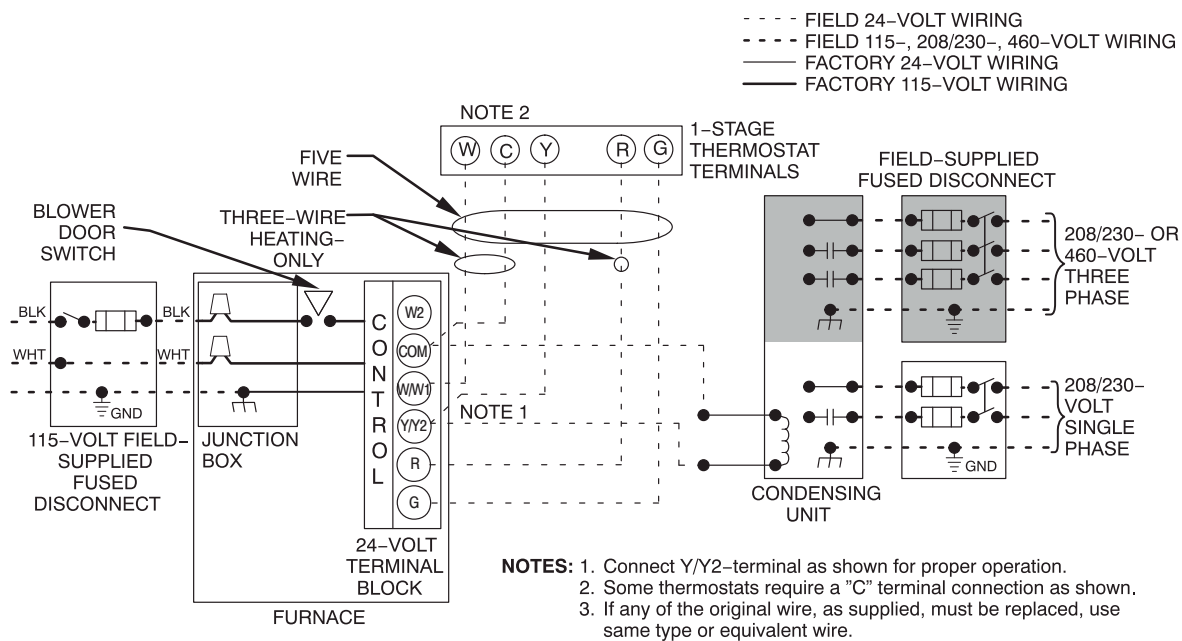 FIELD 24-VOLT WIRING
FIELD 115-, 208/230-, 460-VOLT WIRING
FACTORY 24-VOLT WIRING
FACTORY 115-VOLT WIRING
NOTE 2
W C Y R G
1-STAGE
THERMOSTAT
TERMINALS
FIVE
WIRE
THREE-WIRE
HEATING-
ONLY
BLOWER
DOOR
SWITCH
FIELD-SUPPLIED
FUSED DISCONNECT
208/230- OR
460-VOLT
THREE
PHASE
BLK
BLK
WHT
WHT
GND
CONTROL
W2
COM
W/W1
Y/Y2
R
G
NOTE 1
208/230-
VOLT
SINGLE
PHASE
GND
115-VOLT FIELD-
SUPPLIED
FUSED
DISCONNECT
JUNCTION
BOX
24-VOLT
TERMINAL
BLOCK
FURNACE
CONDENSING
UNIT
NOTES: 1. Connect Y/Y2-terminal as shown for proper operation.
2. Some thermostats require a "C" terminal connection as shown.
3. If any of the original wire, as supplied, must be replaced, use
same type or equivalent wire.